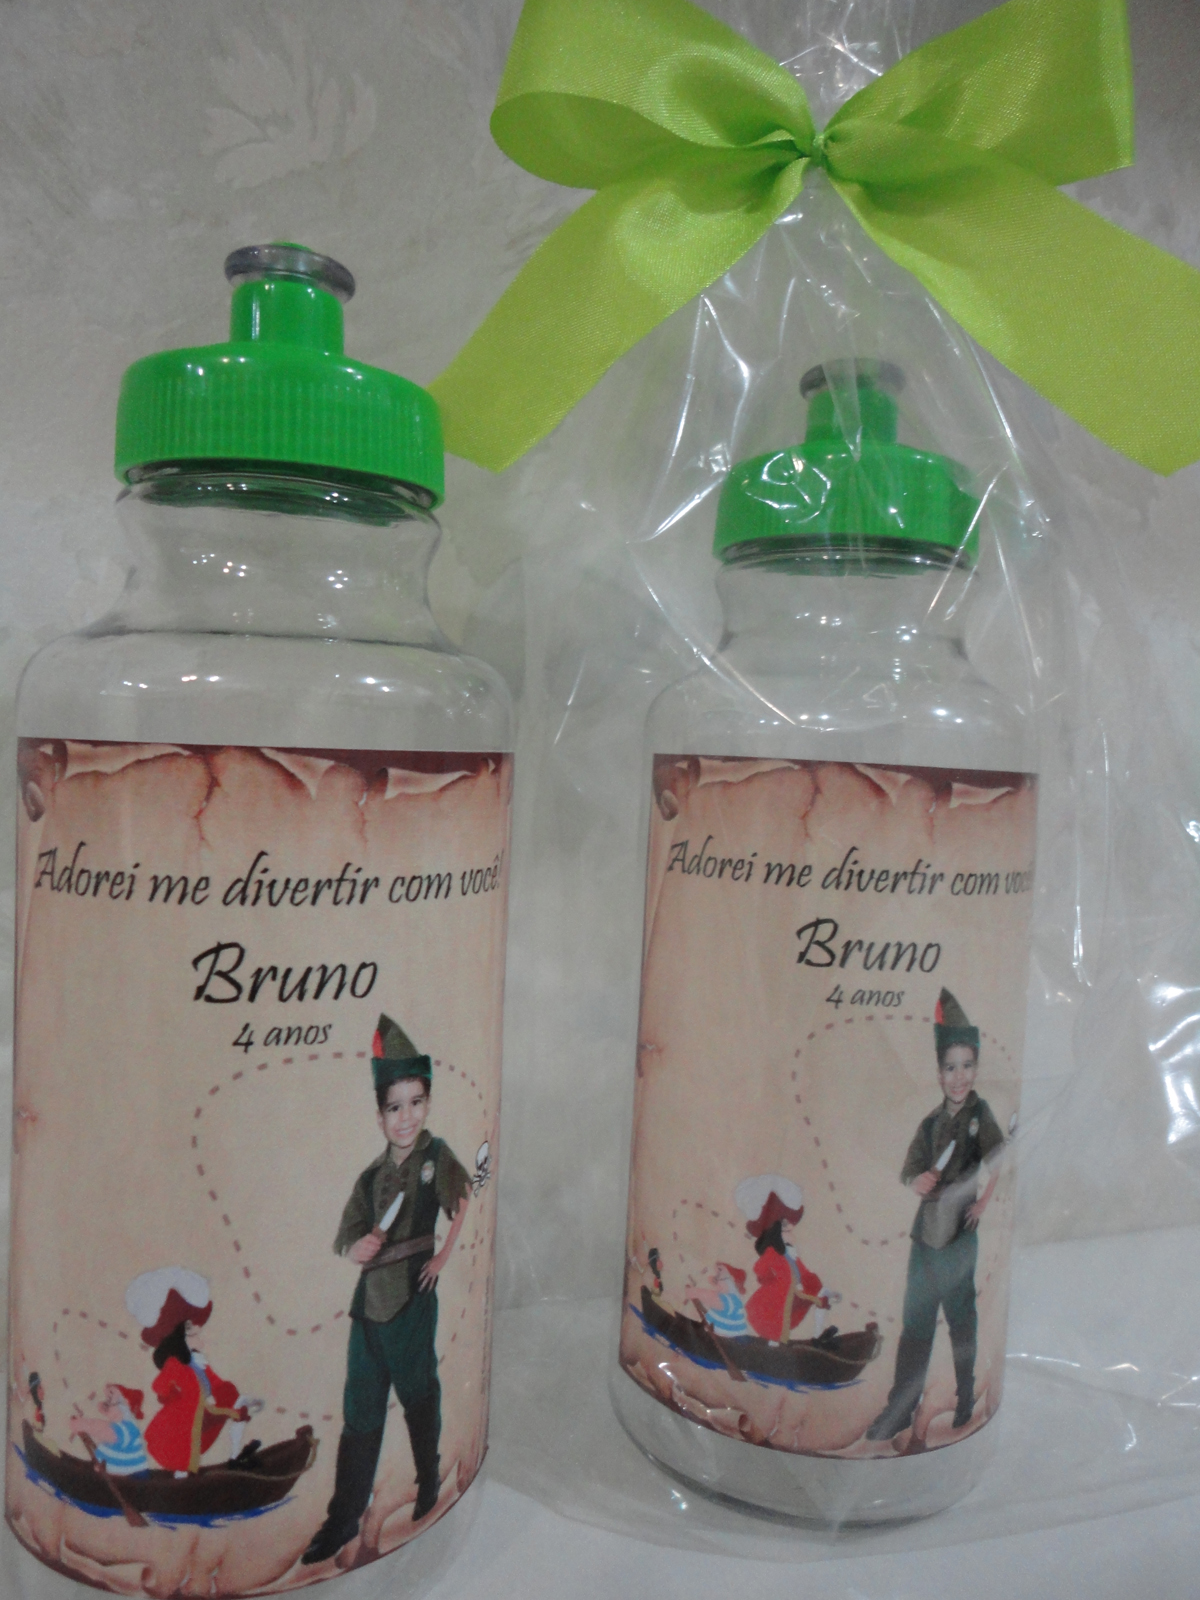 Adorei me divertir com você!
Bruno
4 anos
Adorei me divertir com você
Bruno
4 anos